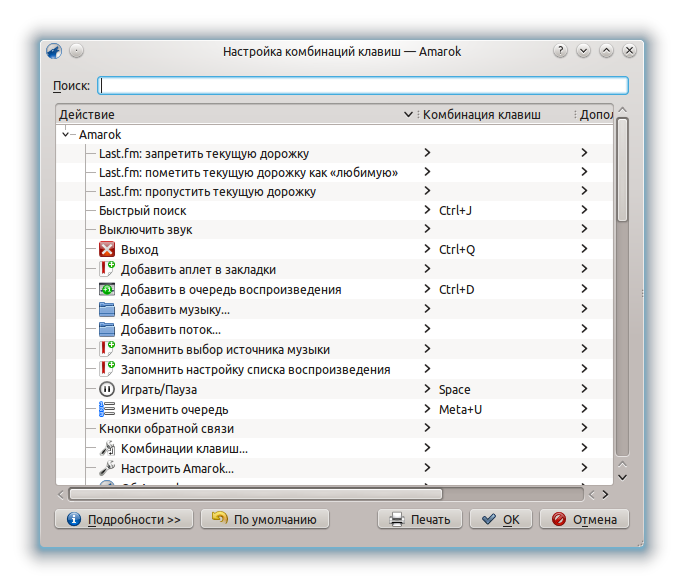 Настройка комбинаций клавиш — Amarok
Поиск:
Действие Комбинация клавиш Допол
Amarok
Last.fm: запретить текущую дорожку
Last.fm: пометить текущую дорожку как «любимую»
Last.fm: пропустить текущую дорожку
Быстрый поиск Ctrl+J
Выключить звук
Выход Ctrl+Q
Добавить аплет в закладки
Добавить в очередь воспроизведения Ctrl+D
Добавить музыку...
Добавить поток...
Запомнить выбор источника музыки
Запомнить настройку списка воспроизведения
Играть/Пауза Space
Изменить очередь Meta+U
Кнопки обратной связи
Комбинации клавиш...
Настроить Amarok...
Подробности >> По умолчанию Печать OK Отмена